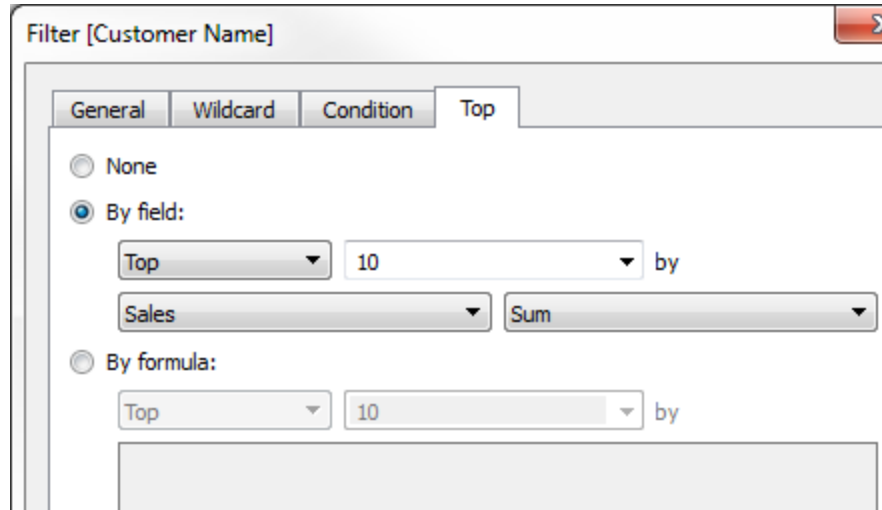 Filter [Customer Name]
General Wildcard Condition Top
None
By field:
Top 10 by
Sales Sum
By formula:
Top 10 by